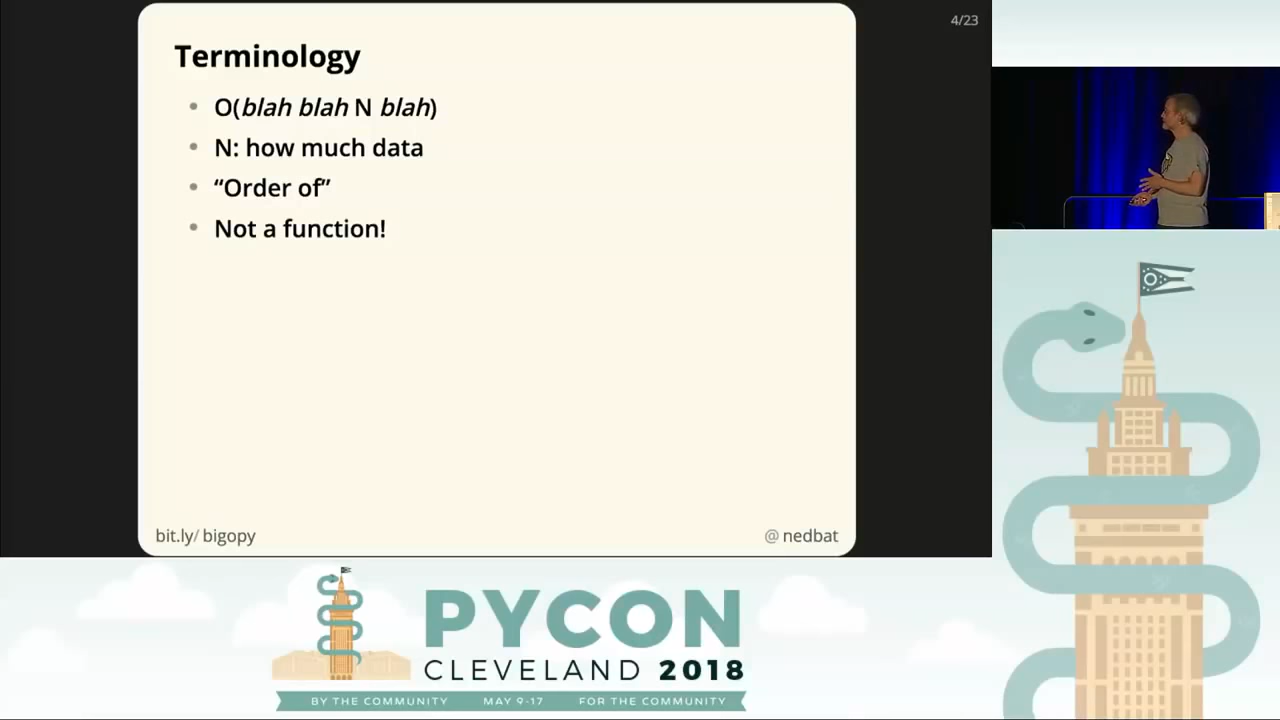 4/23
Terminology
O(blah blah N blah)
N: how much data
“Order of”
Not a function!
bit.ly/ bigopy
@ nedbat
PYCON
CLEVELAND 2018
BY THE COMMUNITY MAY 9-17 FOR THE COMMUNITY